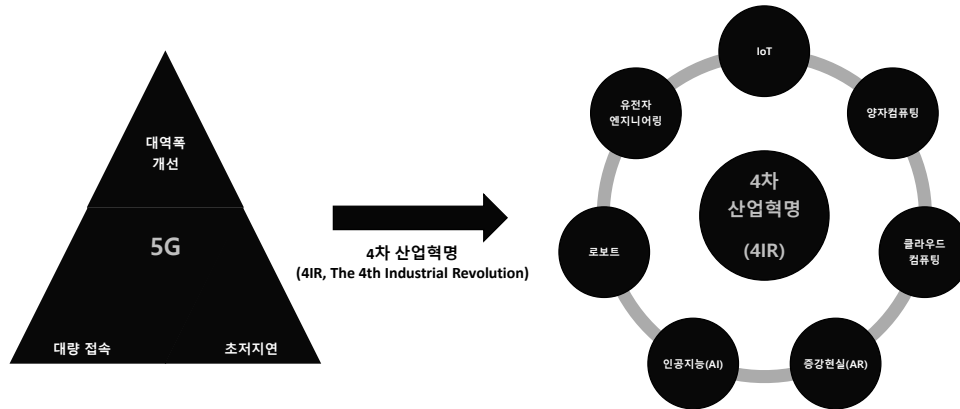 대역폭
개선
5G
대량 접속
초저지연
4차 산업혁명
(4IR, The 4th Industrial Revolution)
IoT
유전자
엔지니어링
양자컴퓨팅
4차
산업혁명
(4IR)
로보트
클라우드
컴퓨팅
인공지능(AI)
증강현실(AR)